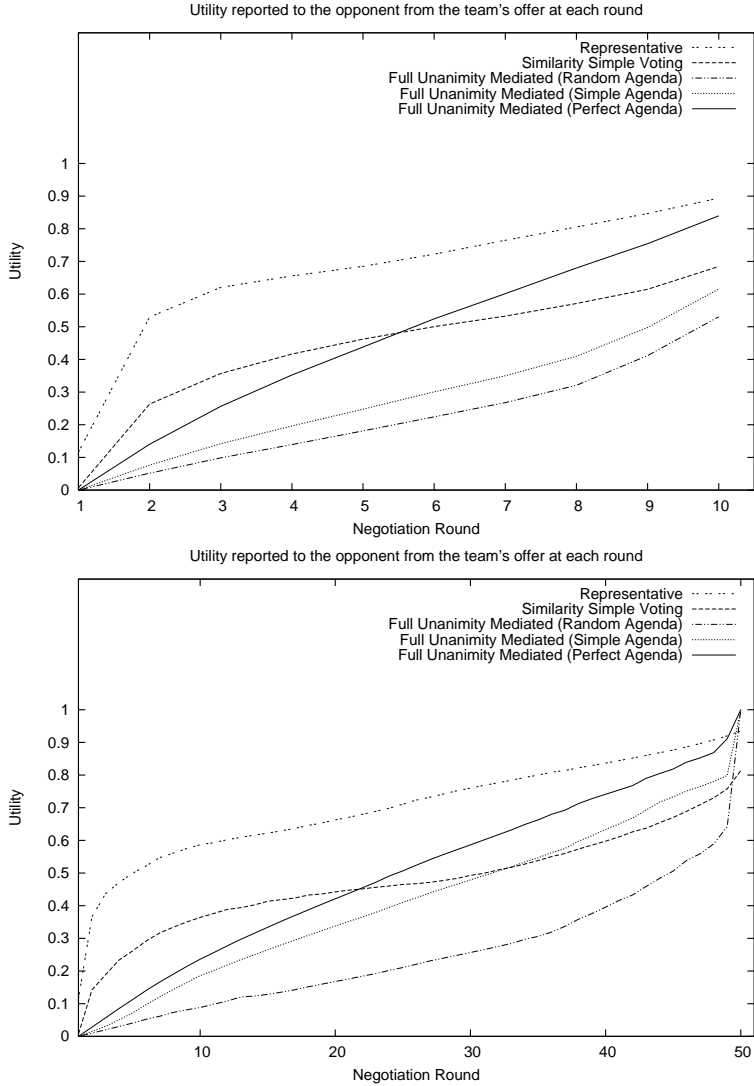 Utility reported to the opponent from the team's offer at each round
Representative
Similarity Simple Voting
Full Unanimity Mediated (Random Agenda)
Full Unanimity Mediated (Simple Agenda)
Full Unanimity Mediated (Perfect Agenda)
1
0.9
0.8
0.7
0.6
0.5
0.4
0.3
0.2
0.1
0
Utility
1 2 3 4 5 6 7 8 9 10
Negotiation Round
Utility reported to the opponent from the team's offer at each round
Representative
Similarity Simple Voting
Full Unanimity Mediated (Random Agenda)
Full Unanimity Mediated (Simple Agenda)
Full Unanimity Mediated (Perfect Agenda)
1
0.9
0.8
0.7
0.6
0.5
0.4
0.3
0.2
0.1
0
Utility
10 20 30 40 50
Negotiation Round